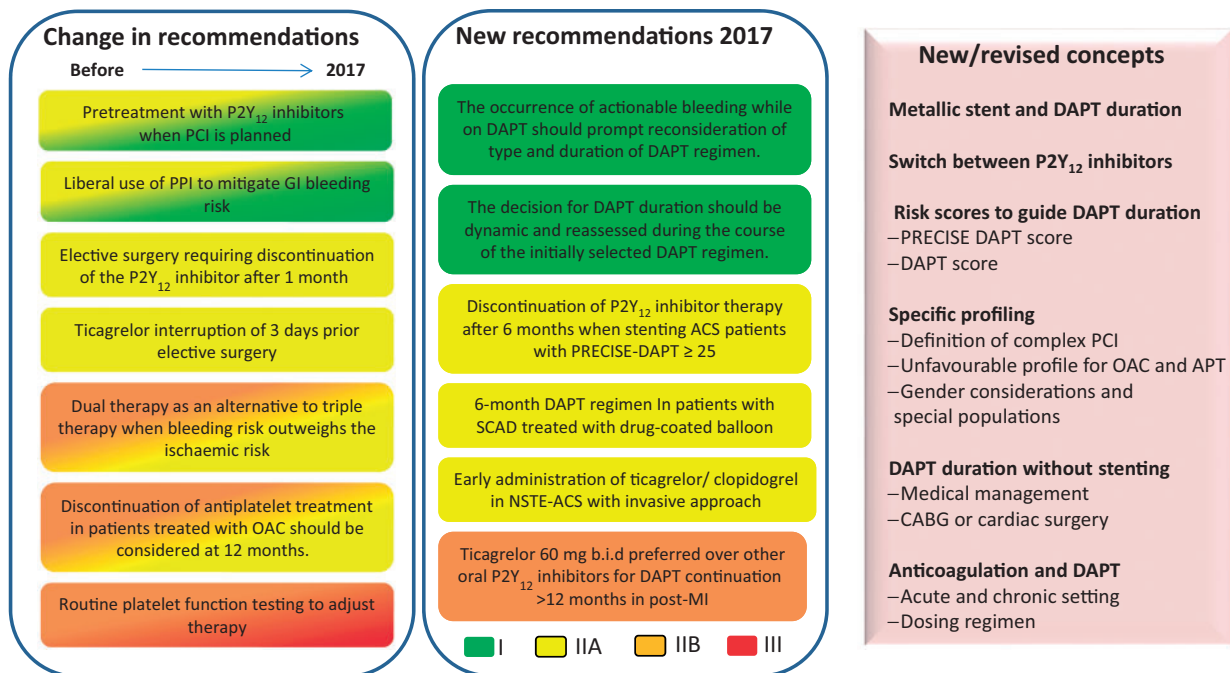 Change in recommendations
Before
2017
Pretreatment with P2Y12 inhibitors
when PCI is planned
Liberal use of PPI to mitigate GI bleeding
risk
Elective surgery requiring discontinuation
of the P2Y12 inhibitor after 1 month
Ticagrelor interruption of 3 days prior
elective surgery
Dual therapy as an alternative to triple
therapy when bleeding risk outweighs the
ischaemic risk
Discontinuation of antiplatelet treatment
in patients treated with OAC should be
considered at 12 months.
Routine platelet function testing to adjust
therapy
New recommendations 2017
The occurrence of actionable bleeding while
on DAPT should prompt reconsideration of
type and duration of DAPT regimen.
The decision for DAPT duration should be
dynamic and reassessed during the course
of the initially selected DAPT regimen.
Discontinuation of P2Y12 inhibitor therapy
after 6 months when stenting ACS patients
with PRECISE-DAPT ≥ 25
6-month DAPT regimen In patients with
SCAD treated with drug-coated balloon
Early administration of ticagrelor/ clopidogrel
in NSTE-ACS with invasive approach
Ticagrelor 60 mg b.i.d preferred over other
oral P2Y12 inhibitors for DAPT continuation
>12 months in post-MI
I IIA IIB III
New/revised concepts
Metallic stent and DAPT duration
Switch between P2Y12 inhibitors
Risk scores to guide DAPT duration
–PRECISE DAPT score
–DAPT score
Specific profiling
–Definition of complex PCI
–Unfavourable profile for OAC and APT
–Gender considerations and
special populations
DAPT duration without stenting
–Medical management
–CABG or cardiac surgery
Anticoagulation and DAPT
–Acute and chronic setting
–Dosing regimen